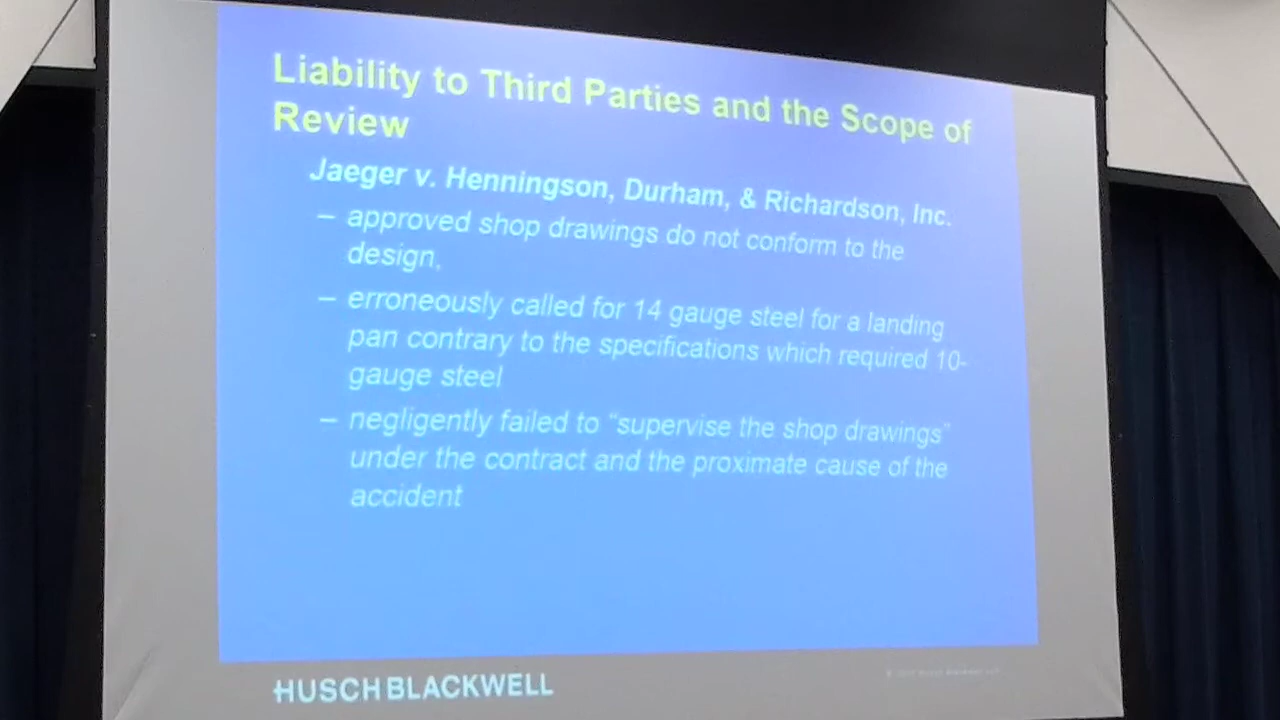 Liability to Third Parties and the Scope of
Review
Jaeger v. Henningson, Durham, & Richardson, Inc.
– approved shop drawings do not conform to the
design,
– erroneously called for 14 gauge steel for a landing
pan contrary to the specifications which required 10-
gauge steel
– negligently failed to “supervise the shop drawings”
under the contract and the proximate cause of the
accident
HUSCH BLACKWELL